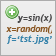 y=sin(x)
x=random(,
f='tst.jpg'